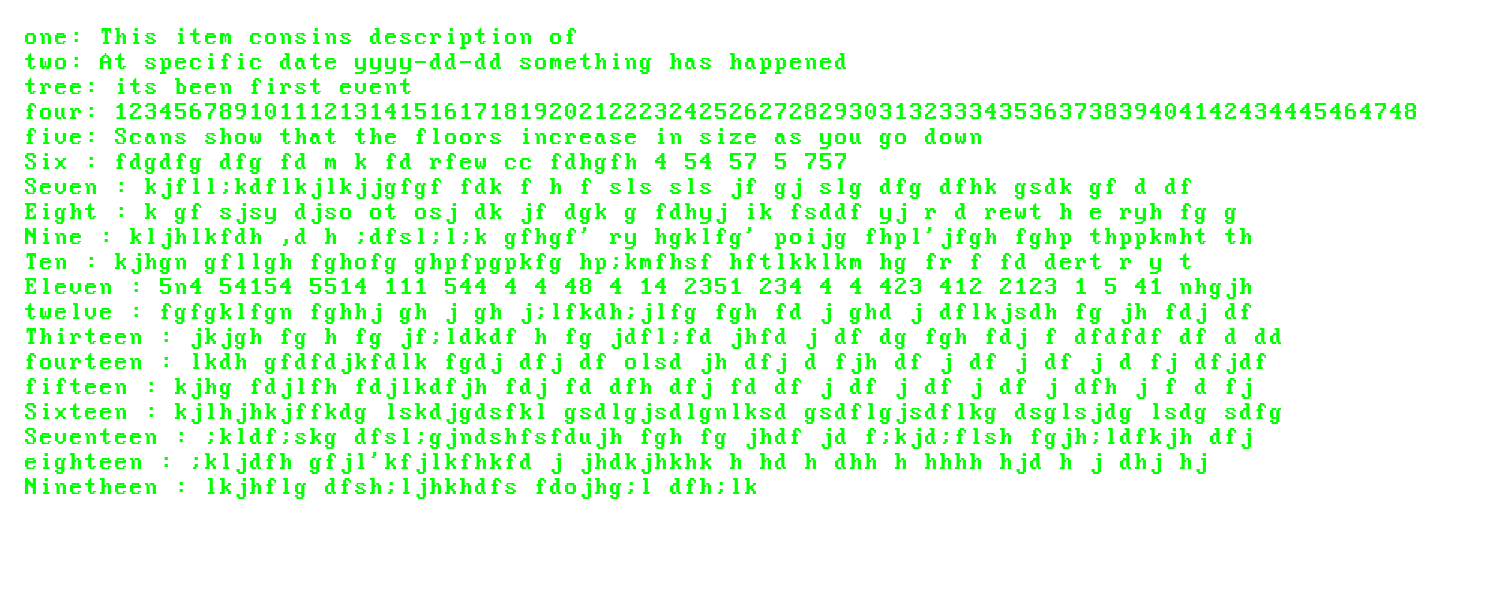 one: This item consins description of
two: At specific date yyyy-dd-dd something has happened
tree: its been first event
four: 123456789101112131415161718192021222324252627282930313233343536373839404142434445464748
five: Scans show that the floors increase in size as you go down
Six : fdgdfg dfg fd m k fd rfew cc fdhgfh 4 54 57 5 757
Seven : kjfll;kdflkjlkjjgfgf fdk f h f sls sls jf gj slg dfg dfhk gsdk gf d df
Eight : k gf sjsy djso ot osj dk jf dgk g fdhyj ik fsddf yj r d rewt h e ryh fg g
Nine : kljhlkfdh ,d h ;dfsl;l;k gfhgf' ry hgklfg' poijg fhpl'jfgh fghp thppkmht th
Ten : kjhgn gfllgh fghofg ghpfpgpkfg hp;kmfhsf hftlkklkm hg fr f fd dert r y t
Eleven : 5n4 54154 5514 111 544 4 4 48 4 14 2351 234 4 4 423 412 2123 1 5 41 nhgjh
twelve : fgfgklfgn fghhj gh j gh j;lfkdh;jlfg fgh fd j ghd j dflkjsdh fg jh fdj df
Thirteen : jkjgh fg h fg jf;ldkdf h fg jdfl;fd jhfd j df dg fgh fdj f dfdfdf df d dd
fourteen : lkdh gfdfdjkfdlk fgdj dfj df olsd jh dfj d fjh df j df j df j d fj dfjdf
fifteen : kjhg fdjlfh fdjlkdfjh fdj fd dfh dfj fd df j df j df j df j dfh j f d fj
Sixteen : kjlhjhkjffkdg lskdjgdsfkl gsdlgjsdlgnlksd gsdflgjsdflkg dsglsjdg lsdg sdfg
Seventeen : ;kldf;skg dfsl;gjndshfsfdujh fgh fg jhdf jd f;kjd;flsh fgjh;ldfkjh dfj
eighteen : ;kljdfh gfjl'kfjlkfhkfd j jhdkjhkhk h hd h dhh h hhhh hjd h j dhj hj
Ninetheen : lkjhflg dfsh;ljhkhdfs fdojhg;l dfh;lk